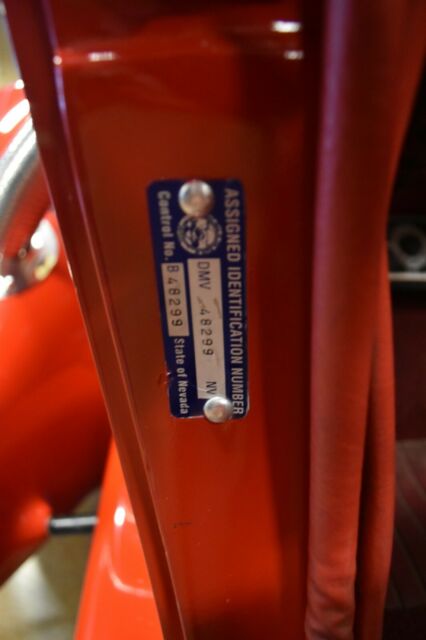 ASSIGNED IDENTIFICATION NUMBER
DMV 48299 NV
Control No. B48299 State of Nevada